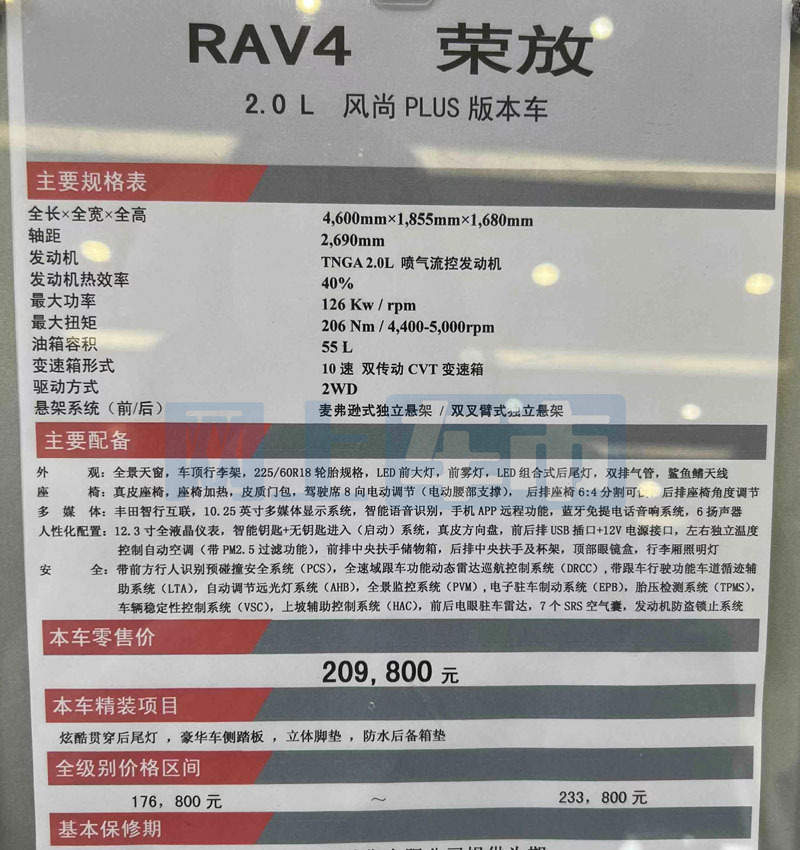 RAV4 荣放
2.0 L 风尚 PLUS 版本车
主要规格表
全长×全宽×全高 4,600mm×1,855mm×1,680mm
轴距 2,690mm
发动机 TNGA 2.0L 喷气流控发动机
发动机热效率 40%
最大功率 126 Kw / rpm
最大扭矩 206 Nm / 4,400-5,000rpm
油箱容积 55 L
变速箱形式 10 速 双传动 CVT 变速箱
驱动方式 2WD
悬架系统（前/后） 麦弗逊式独立悬架 / 双叉臂式独立悬架
网上车市
主要配备
外 观：全景天窗，车顶行李架，225/60R18 轮胎规格，LED 前大灯，前雾灯，LED 组合式后尾灯，双排气管，鲨鱼鳍天线
座 椅：真皮座椅，座椅加热，皮质门包，驾驶席 8 向电动调节（电动腰部支撑），后排座椅 6:4 分割可 后排座椅角度调节
多 媒 体：丰田智行互联，10.25 英寸多媒体显示系统，智能语音识别，手机 APP 远程功能，蓝牙免提电话音响系统，6 扬声器
人性化配置：12.3 寸全液晶仪表，智能钥匙+无钥匙进入（启动）系统，真皮方向盘，前后排 USB 插口+12V 电源接口，左右独立温度
控制自动空调（带 PM2.5 过滤功能），前排中央扶手储物箱，后排中央扶手及杯架，顶部眼镜盒，行李厢照明灯
安 全：带前方行人识别预碰撞安全系统（PCS），全速域跟车功能动态雷达巡航控制系统（DRCC），带跟车行驶功能车道循迹辅
助系统（LTA），自动调节远光灯系统（AHB），全景监控系统（PVM），电子驻车制动系统（EPB），胎压检测系统（TPMS），
车辆稳定性控制系统（VSC），上坡辅助控制系统（HAC），前后电眼驻车雷达，7 个 SRS 空气囊，发动机防盗锁止系统
本车零售价
209,800 元
本车精装项目
炫酷贯穿后尾灯 ，豪华车侧踏板 ，立体脚垫 ，防水后备箱垫
全级别价格区间
176,800 元 ～ 233,800 元
基本保修期